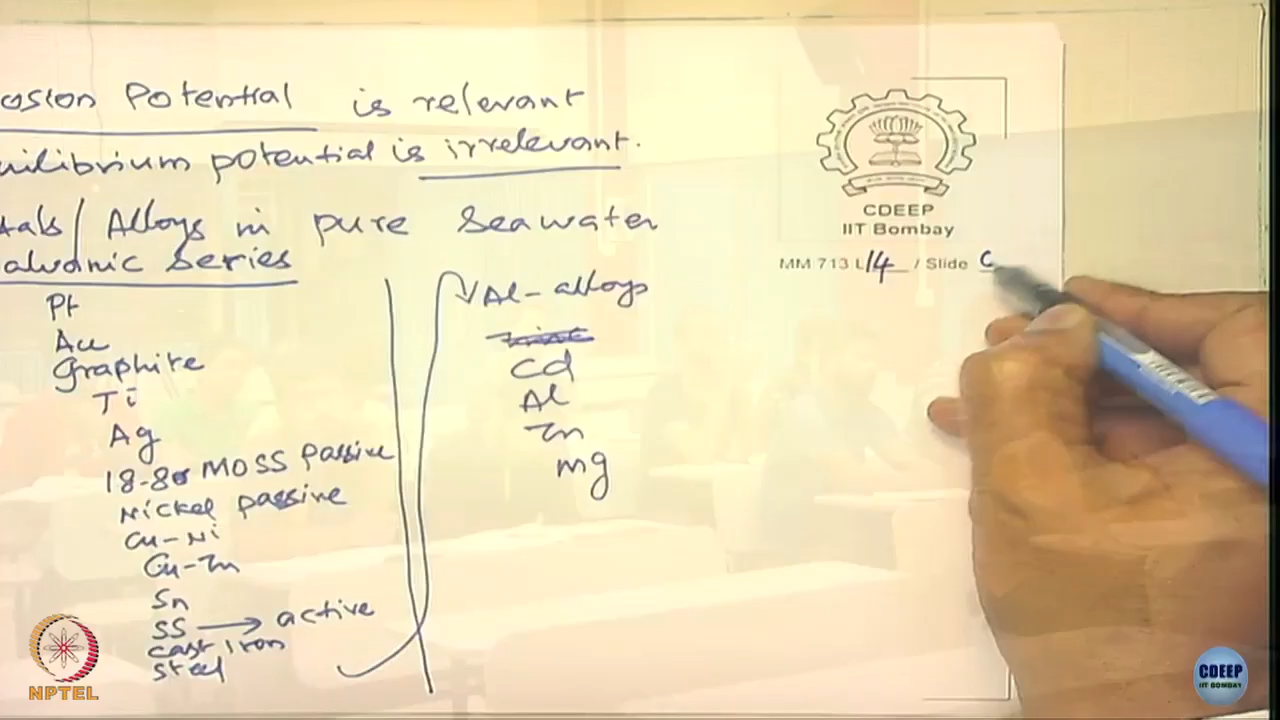 osion Potential is relevant
uilibrium potential is irrelevant.
tals/ Alloys in pure seawater
alvanic series
Pt
Au
Graphite
Ti
Ag
18-8 MOSS Passive
Nickel passive
Cu-Ni
Cu-Zn
Sn
SS → active
cast iron
steel
Al-alloys
Cd
Al
Zn
Mg
CDEEP
IIT Bombay
MM 713 L14 / Slide
NPTEL
CDEEP
IIT BOMBAY